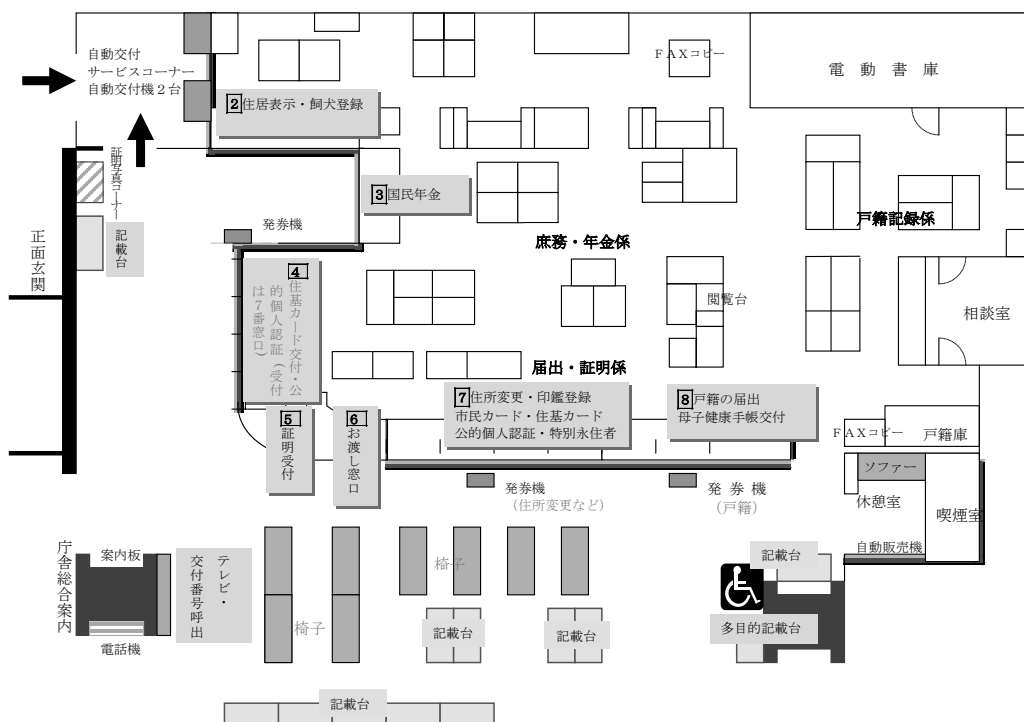 自動交付
サービスコーナー
自動交付機２台
ＦＡＸコピー
電動書庫
2住居表示・飼犬登録
証明写真コーナー
3国民年金
発券機
記載台
正面玄関
庶務・年金係
戸籍記録係
4住基カード交付・公
的個人認証（受付
は７番窓口）
閲覧台
相談室
届出・証明係
7住所変更・印鑑登録
市民カード・住基カード
公的個人認証・特別永住者
8戸籍の届出
母子健康手帳交付
5証明受付
6お渡し窓口
ＦＡＸコピー
戸籍庫
ソファー
発券機
（住所変更など）
発券機
（戸籍）
休憩室
喫煙室
自動販売機
庁舎総合案内
案内板
テレビ・
交付番号呼出
椅子
記載台
椅子
記載台
記載台
多目的記載台
電話機
記載台